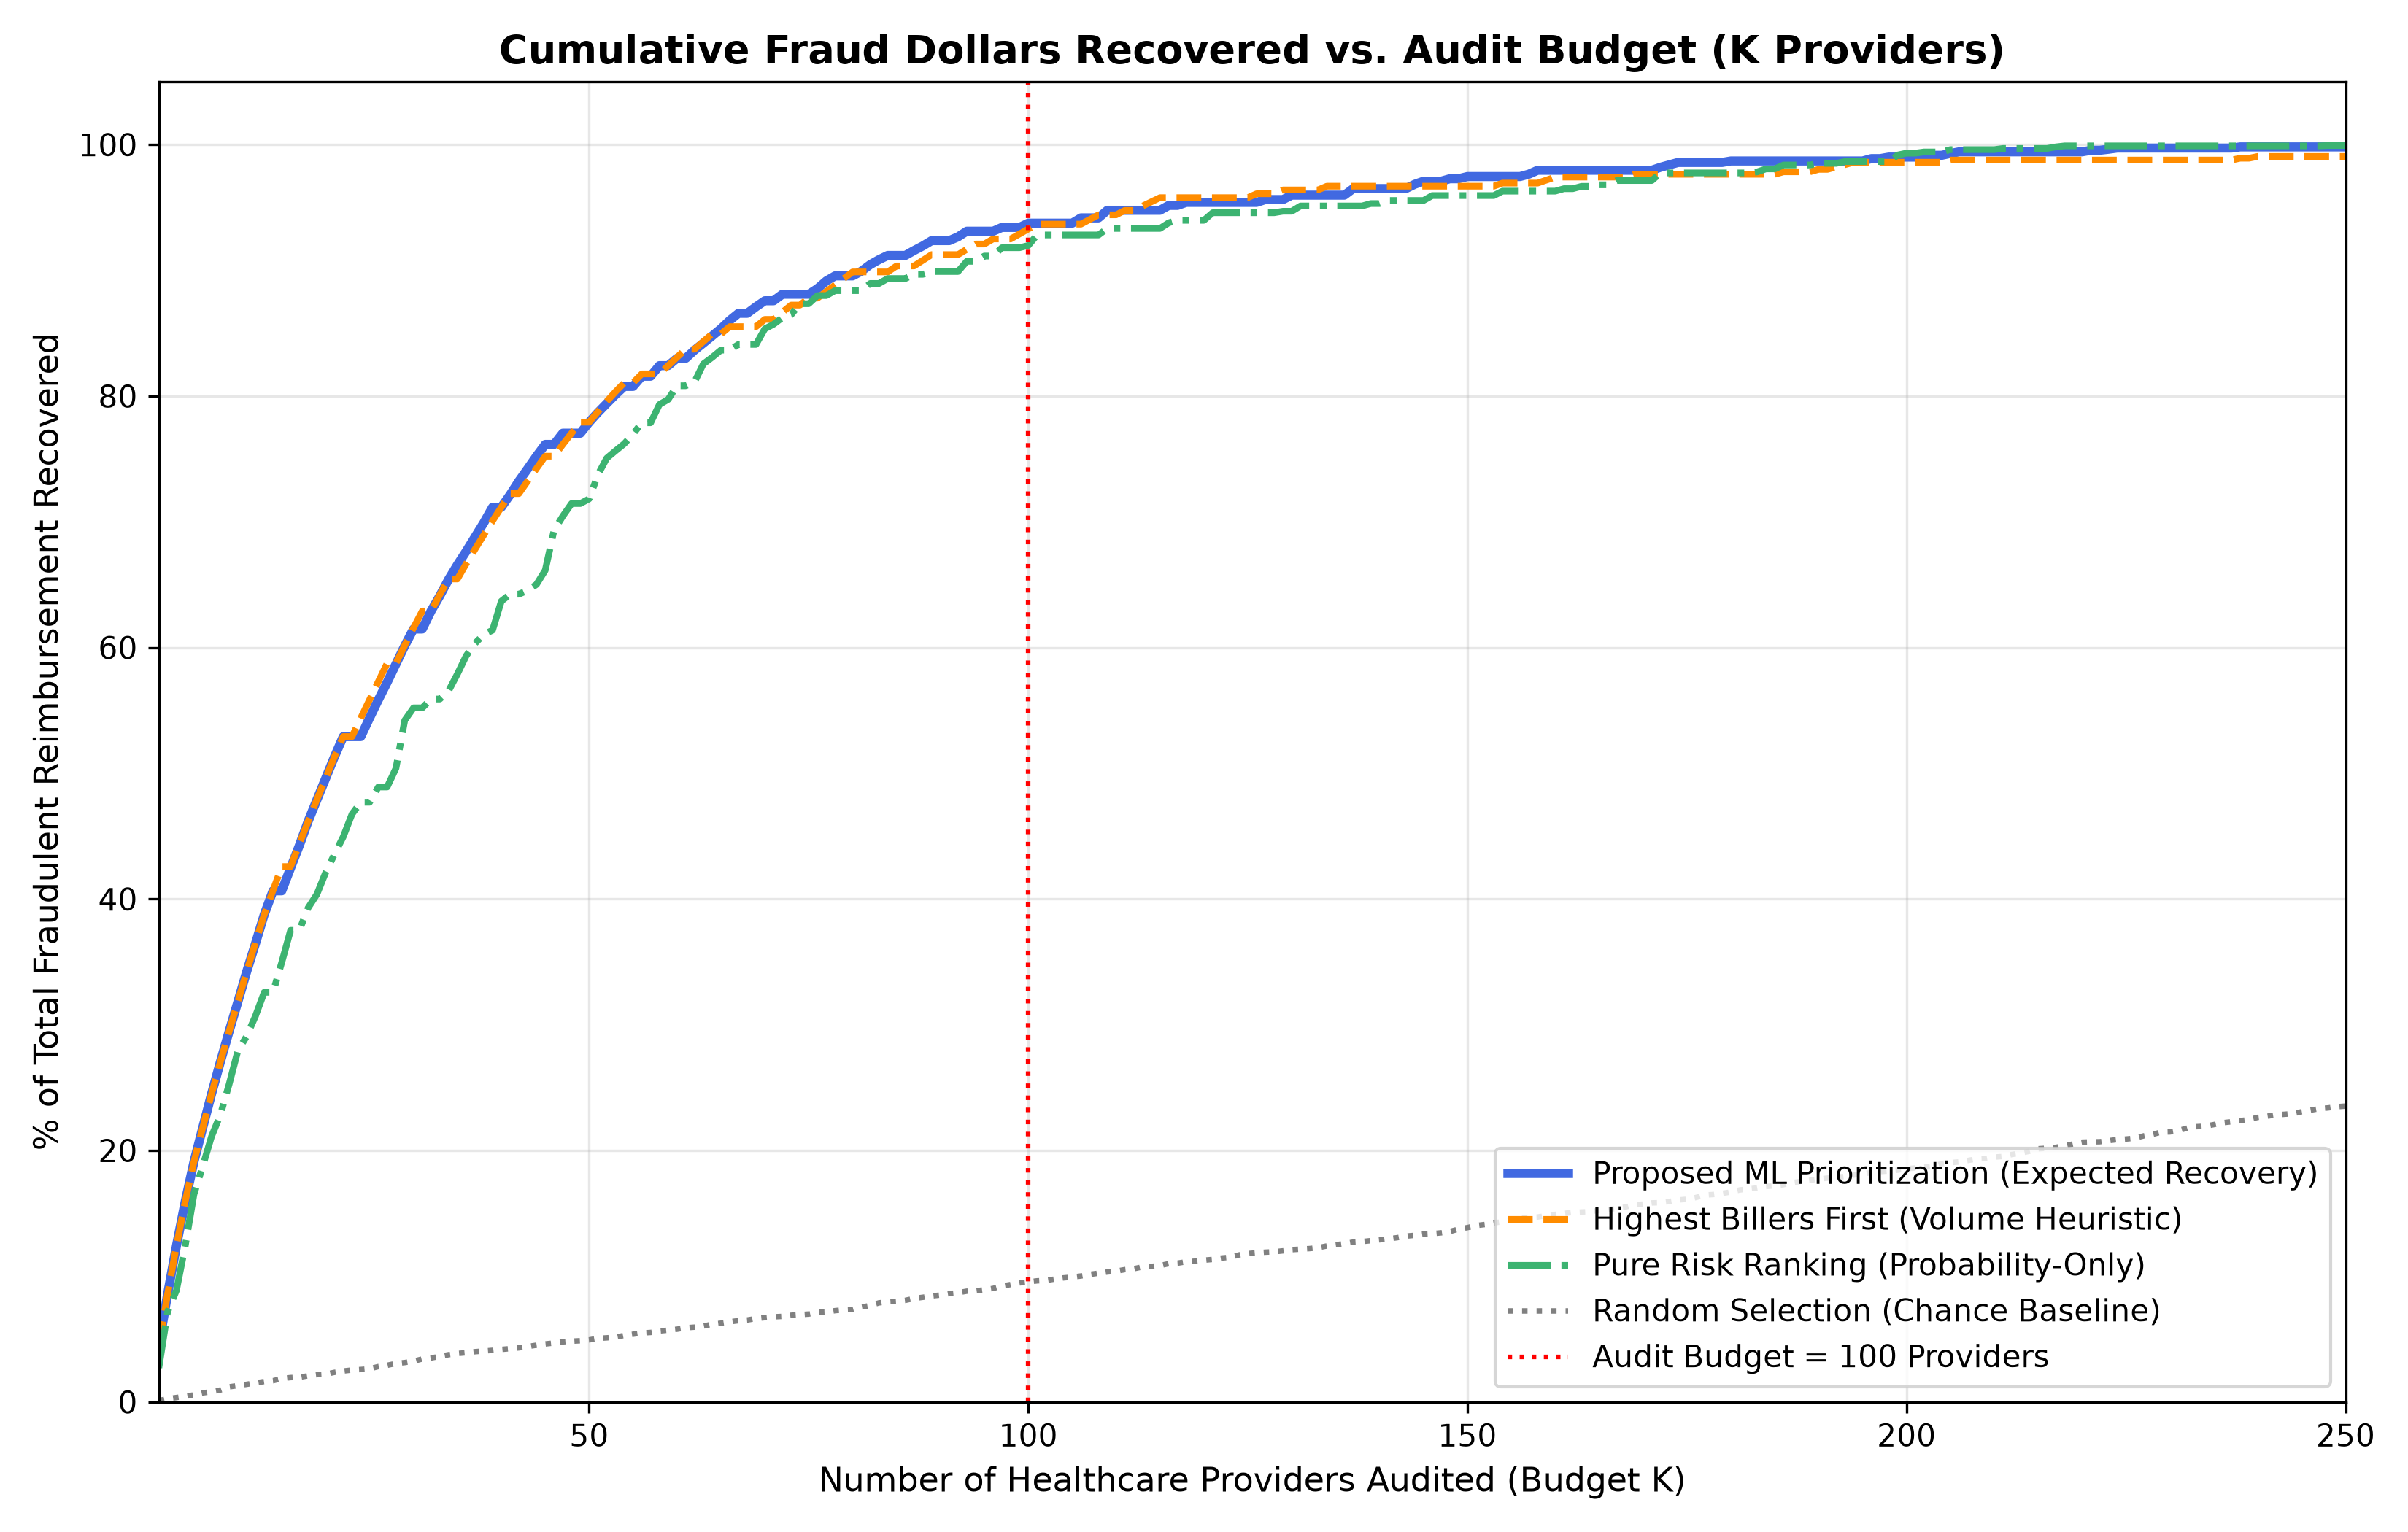 Cumulative Fraud Dollars Recovered vs. Audit Budget (K Providers)
% of Total Fraudulent Reimbursement Recovered
100
80
60
40
20
0
50
100
150
200
250
Number of Healthcare Providers Audited (Budget K)
Proposed ML Prioritization (Expected Recovery)
Highest Billers First (Volume Heuristic)
Pure Risk Ranking (Probability-Only)
Random Selection (Chance Baseline)
Audit Budget = 100 Providers